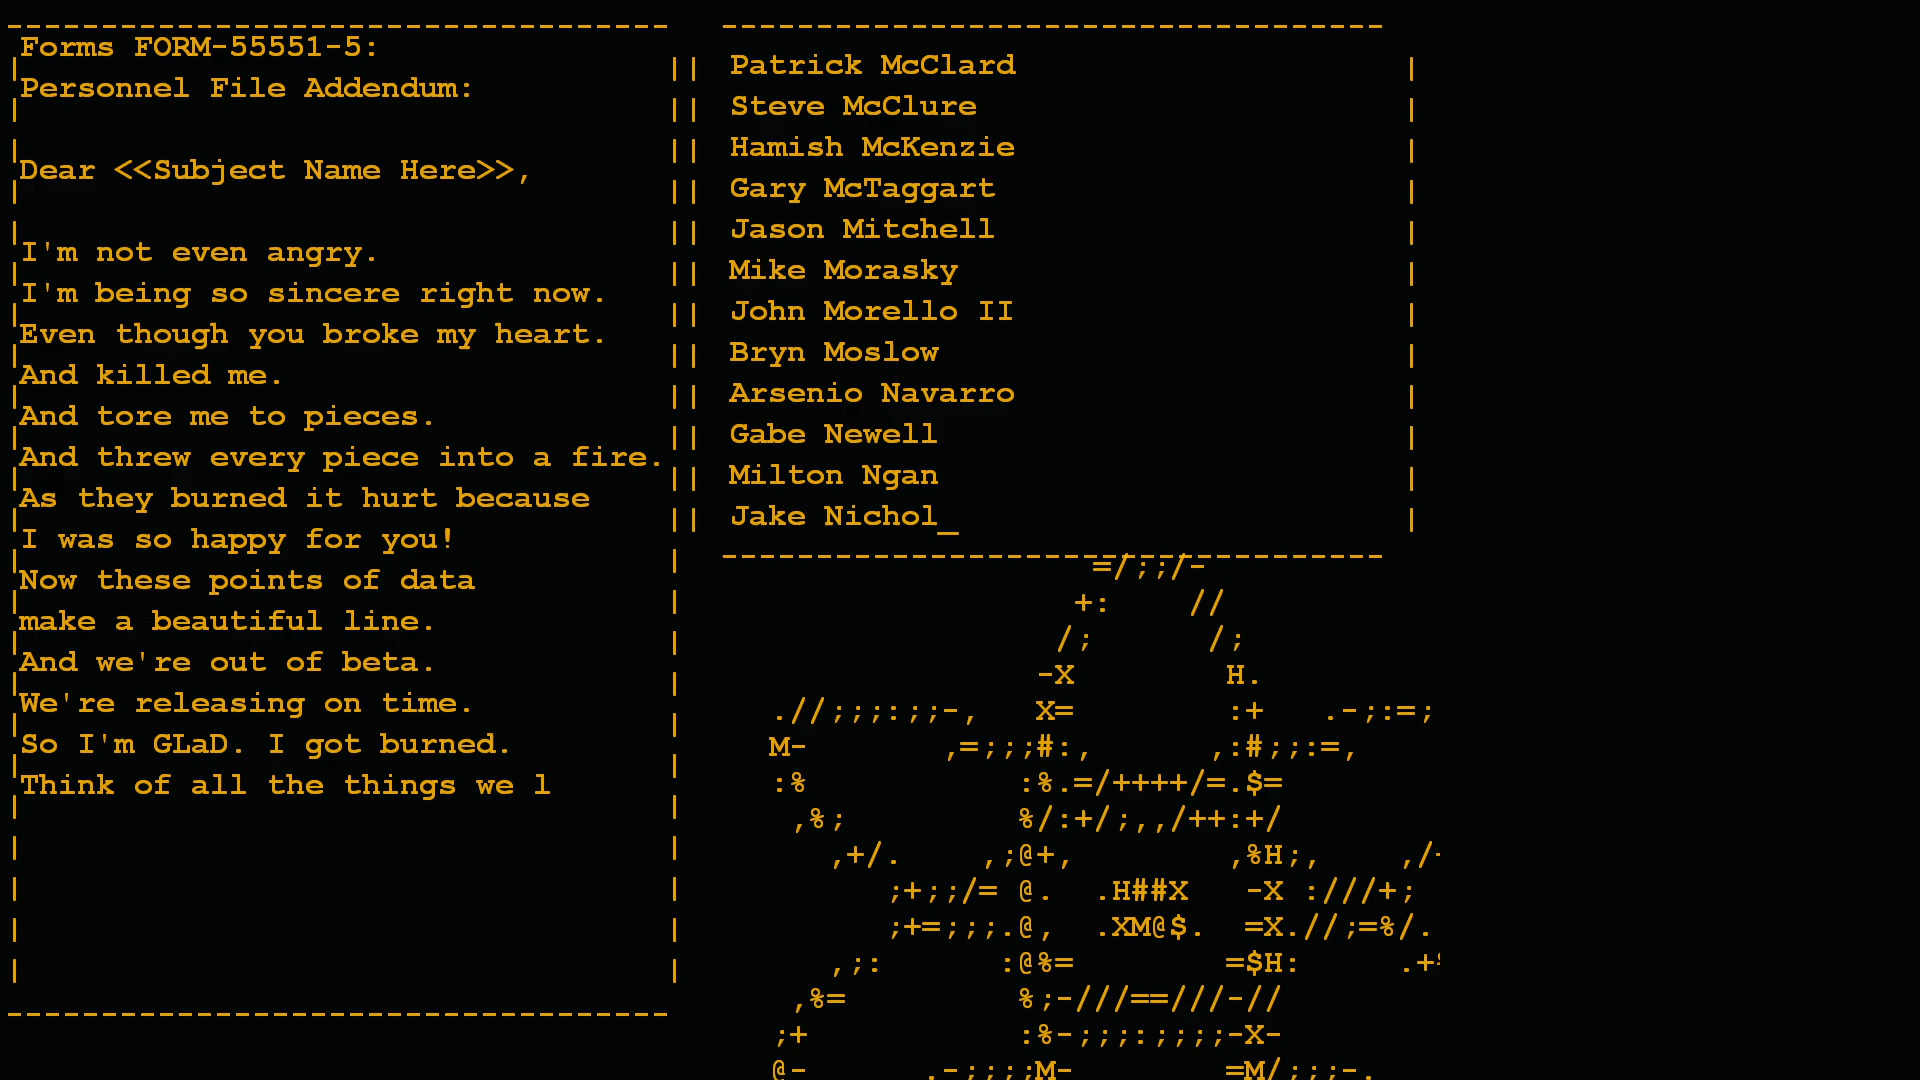 Forms FORM-55551-5:
Personnel File Addendum:
Dear <<Subject Name Here>>,
I'm not even angry.
I'm being so sincere right now.
Even though you broke my heart.
And killed me.
And tore me to pieces.
And threw every piece into a fire.
As they burned it hurt because
I was so happy for you!
Now these points of data
make a beautiful line.
And we're out of beta.
We're releasing on time.
So I'm GLaD. I got burned.
Think of all the things we l
Patrick McClard
Steve McClure
Hamish McKenzie
Gary McTaggart
Jason Mitchell
Mike Morasky
John Morello II
Bryn Moslow
Arsenio Navarro
Gabe Newell
Milton Ngan
Jake Nichol_